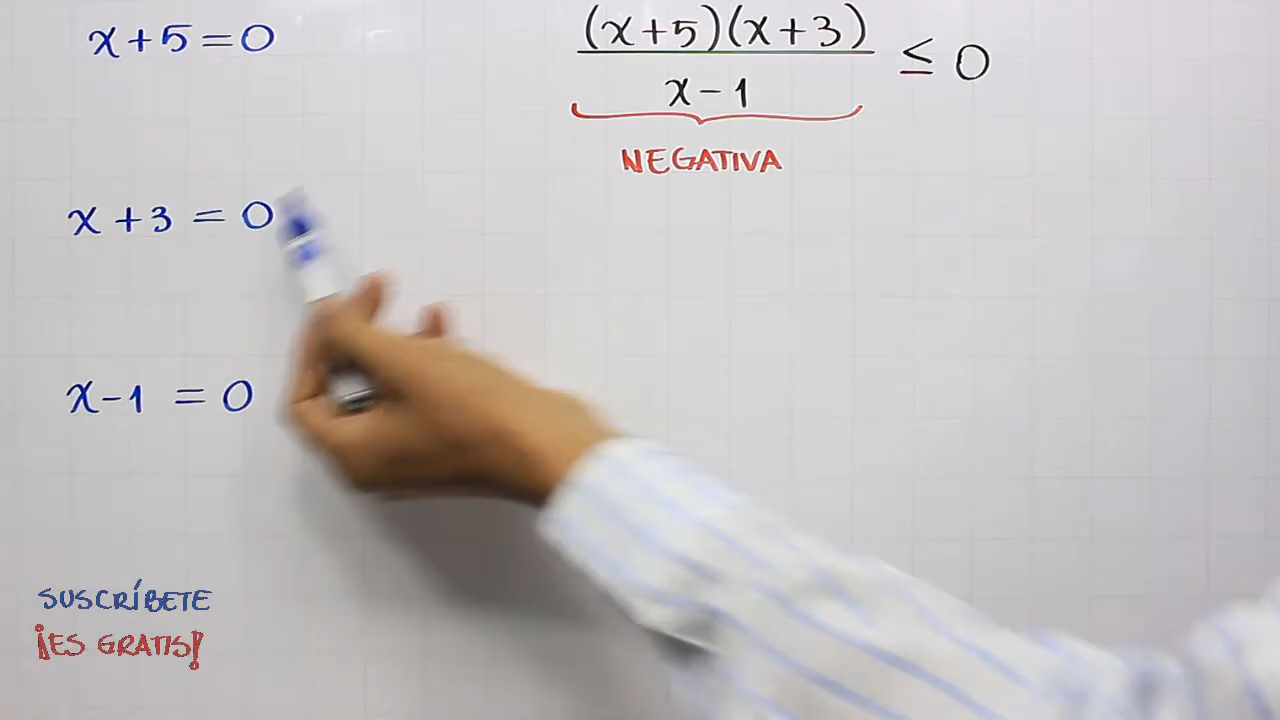 x+5=0
(x+5)(x+3)
x-1
≤ 0
NEGATIVA
x+3=0
x-1=0
SUSCRÍBETE
¡ES GRATIS!